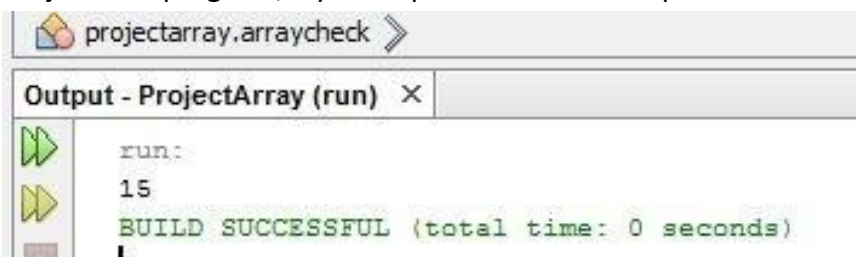 projectarray.arraycheck
Output - ProjectArray (run)
run:
15
BUILD SUCCESSFUL (total time: 0 seconds)